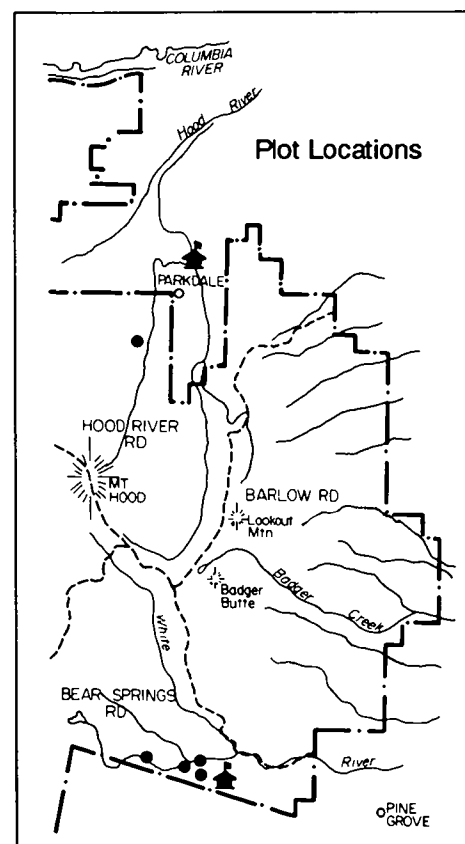 COLUMBIA
RIVER
Hood River
Plot Locations
PARKDALE
HOOD RIVER
RD
MT
HOOD
BARLOW RD
Lookout
Mtn
Badger
Butte
Badger Creek
White
BEAR SPRINGS
RD
River
PINE
GROVE